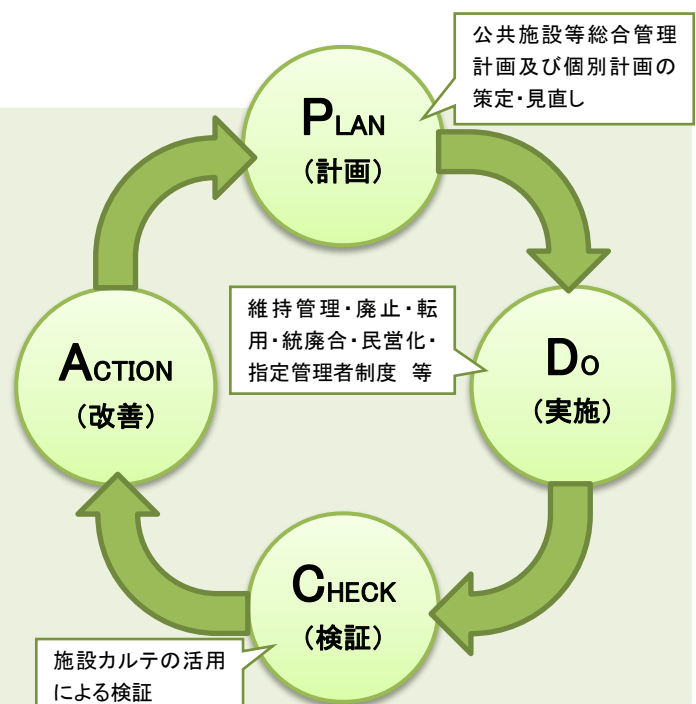 公共施設等総合管理
計画及び個別計画の
策定・見直し
PLAN
（計画）
維持管理・廃止・転
用・統廃合・民営化・
指定管理者制度　等
DO
（実施）
ACTION
（改善）
CHECK
（検証）
施設カルテの活用
による検証